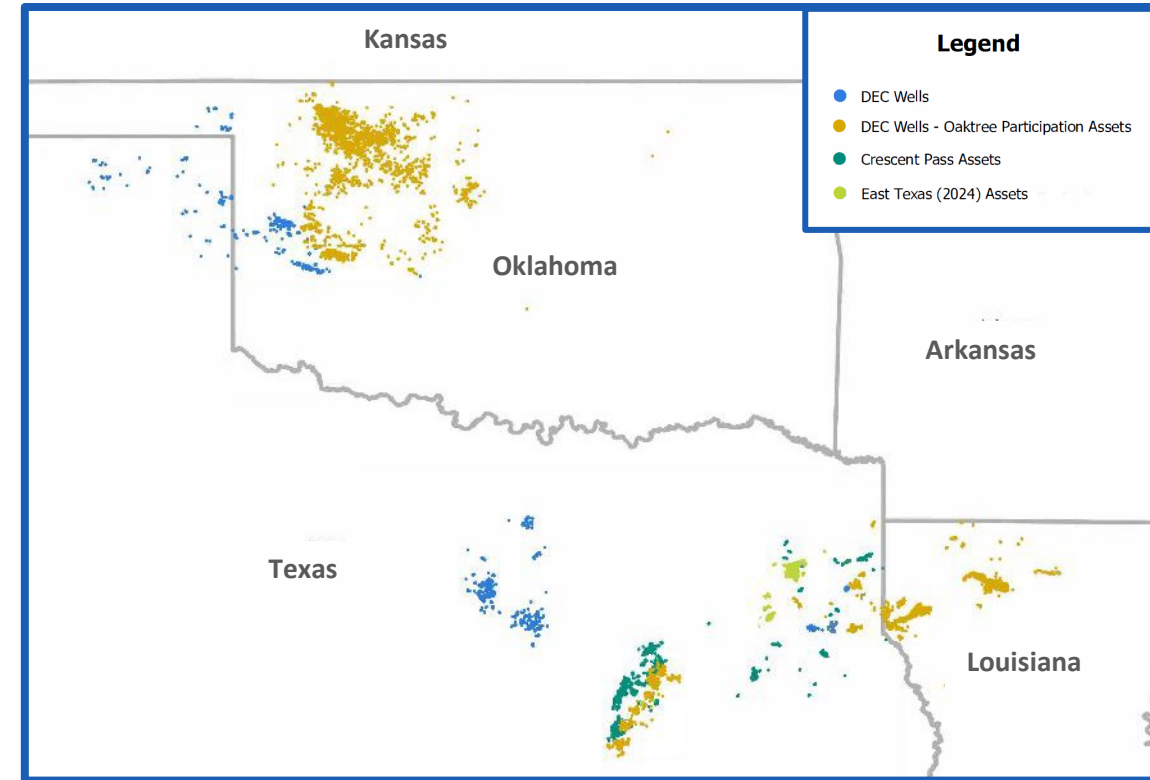 Kansas
Legend
DEC Wells
DEC Wells - Oaktree Participation Assets
Crescent Pass Assets
East Texas (2024) Assets
Oklahoma
Arkansas
Texas
Louisiana